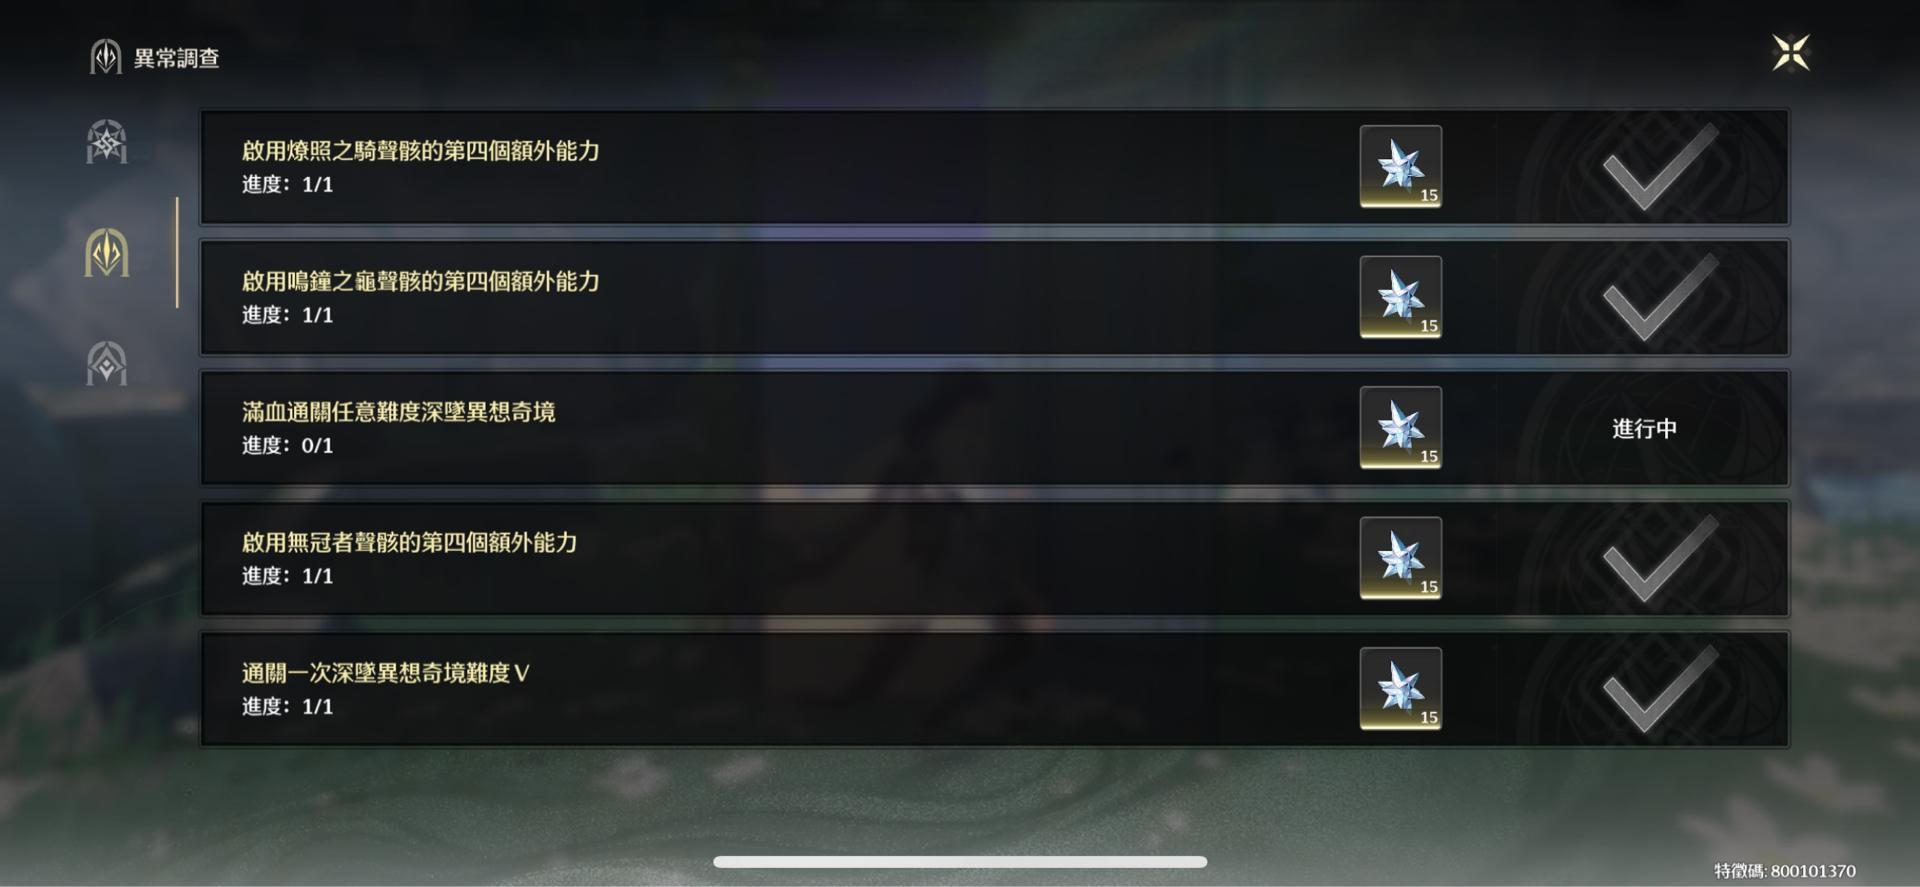 異常調查
啟用燎照之騎聲骸的第四個額外能力
進度：1/1
15
啟用鳴鐘之龜聲骸的第四個額外能力
進度：1/1
15
滿血通關任意難度深墜異想奇境
進度：0/1
15
進行中
啟用無冠者聲骸的第四個額外能力
進度：1/1
15
通關一次深墜異想奇境難度Ⅴ
進度：1/1
15
特徵碼: 800101370